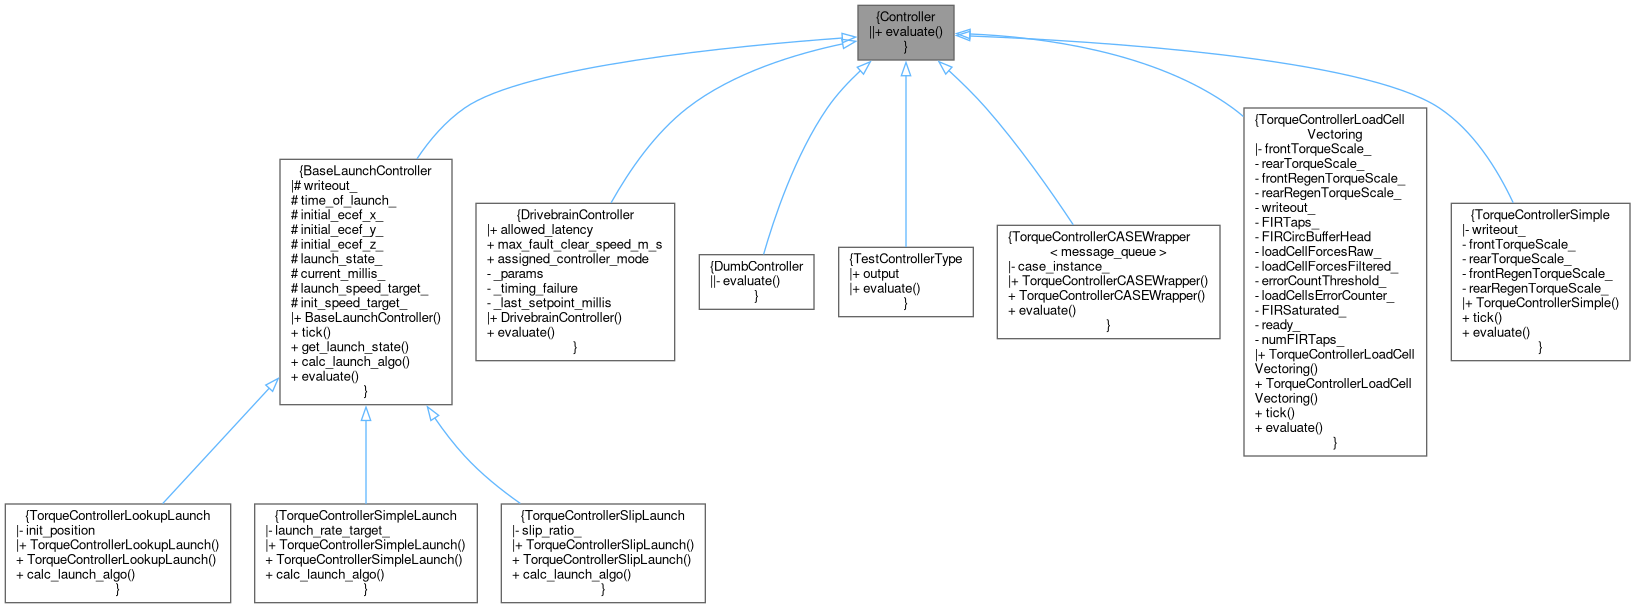 {Controller
||+ evaluate()
}
{BaseLaunchController
|# writeout_
# time_of_launch_
# initial_ecef_x_
# initial_ecef_y_
# initial_ecef_z_
# launch_state_
# current_millis_
# launch_speed_target_
# init_speed_target_
|+ BaseLaunchController()
+ tick()
+ get_launch_state()
+ calc_launch_algo()
+ evaluate()
}
{DrivebrainController
|+ allowed_latency
+ max_fault_clear_speed_m_s
+ assigned_controller_mode
- _params
- _timing_failure
- _last_setpoint_millis
|+ DrivebrainController()
+ evaluate()
}
{DumbController
||- evaluate()
}
{TestControllerType
|+ output
|+ evaluate()
}
{TorqueControllerCASEWrapper
< message_queue >
|- case_instance_
|+ TorqueControllerCASEWrapper()
+ TorqueControllerCASEWrapper()
+ evaluate()
}
{TorqueControllerLoadCell
Vectoring
|- frontTorqueScale_
- rearTorqueScale_
- frontRegenTorqueScale_
- rearRegenTorqueScale_
- writeout_
- FIRTaps_
- FIRCircBufferHead
- loadCellForcesRaw_
- loadCellForcesFiltered_
- errorCountThreshold_
- loadCellsErrorCounter_
- FIRSaturated_
- ready_
- numFIRTaps_
|+ TorqueControllerLoadCell
Vectoring()
+ TorqueControllerLoadCell
Vectoring()
+ tick()
+ evaluate()
}
{TorqueControllerSimple
|- writeout_
- frontTorqueScale_
- rearTorqueScale_
- frontRegenTorqueScale_
- rearRegenTorqueScale_
|+ TorqueControllerSimple()
+ tick()
+ evaluate()
}
{TorqueControllerLookupLaunch
|- init_position
|+ TorqueControllerLookupLaunch()
+ TorqueControllerLookupLaunch()
+ calc_launch_algo()
}
{TorqueControllerSimpleLaunch
|- launch_rate_target_
|+ TorqueControllerSimpleLaunch()
+ TorqueControllerSimpleLaunch()
+ calc_launch_algo()
}
{TorqueControllerSlipLaunch
|- slip_ratio_
|+ TorqueControllerSlipLaunch()
+ TorqueControllerSlipLaunch()
+ calc_launch_algo()
}